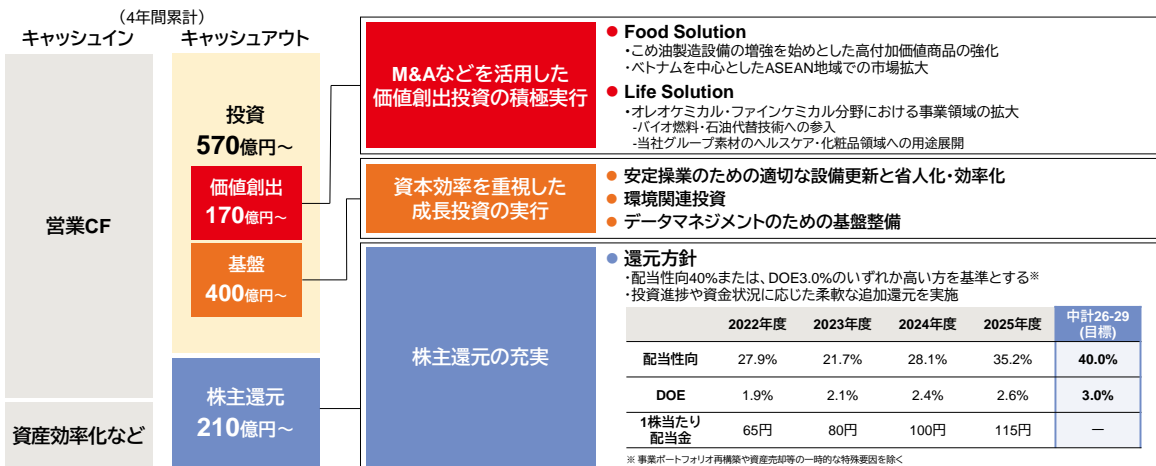 (4年間累計)
キャッシュイン
キャッシュアウト
営業CF
資産効率化など
投資
570億円~
価値創出
170億円~
基盤
400億円~
株主還元
210億円~
M&Aなどを活用した
価値創出投資の積極実行
● Food Solution
・こめ油製造設備の増強を始めとした高付加価値商品の強化
・ベトナムを中心としたASEAN地域での市場拡大
● Life Solution
・オレオケミカル・ファインケミカル分野における事業領域の拡大
-バイオ燃料・石油代替技術への参入
-当社グループ素材のヘルスケア・化粧品領域への用途展開
資本効率を重視した
成長投資の実行
● 安定操業のための適切な設備更新と省人化・効率化
● 環境関連投資
● データマネジメントのための基盤整備
株主還元の充実
● 還元方針
・配当性向40%または、DOE3.0%のいずれか高い方を基準とする※
・投資進捗や資金状況に応じた柔軟な追加還元を実施
2022年度 2023年度 2024年度 2025年度 中計26-29
(目標)
配当性向 27.9% 21.7% 28.1% 35.2% 40.0%
DOE 1.9% 2.1% 2.4% 2.6% 3.0%
1株当たり
配当金 65円 80円 100円 115円 ―
※ 事業ポートフォリオ再構築や資産売却等の一時的な特殊要因を除く